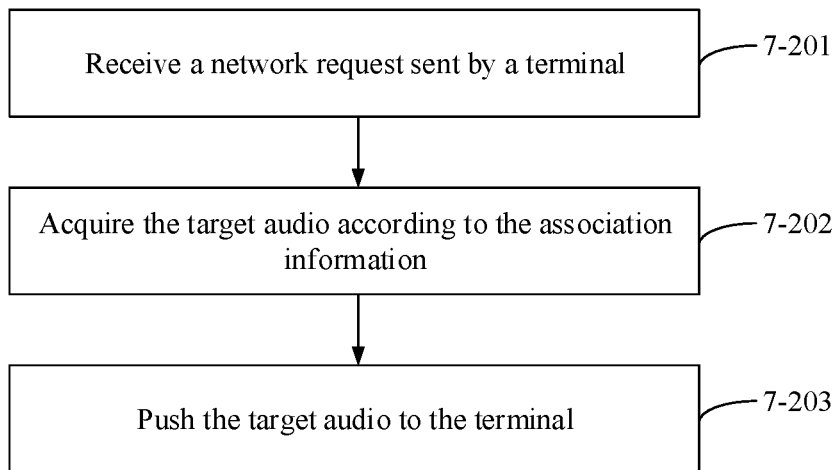 Receive a network request sent by a terminal
7-201
Acquire the target audio according to the association
information
7-202
Push the target audio to the terminal
7-203